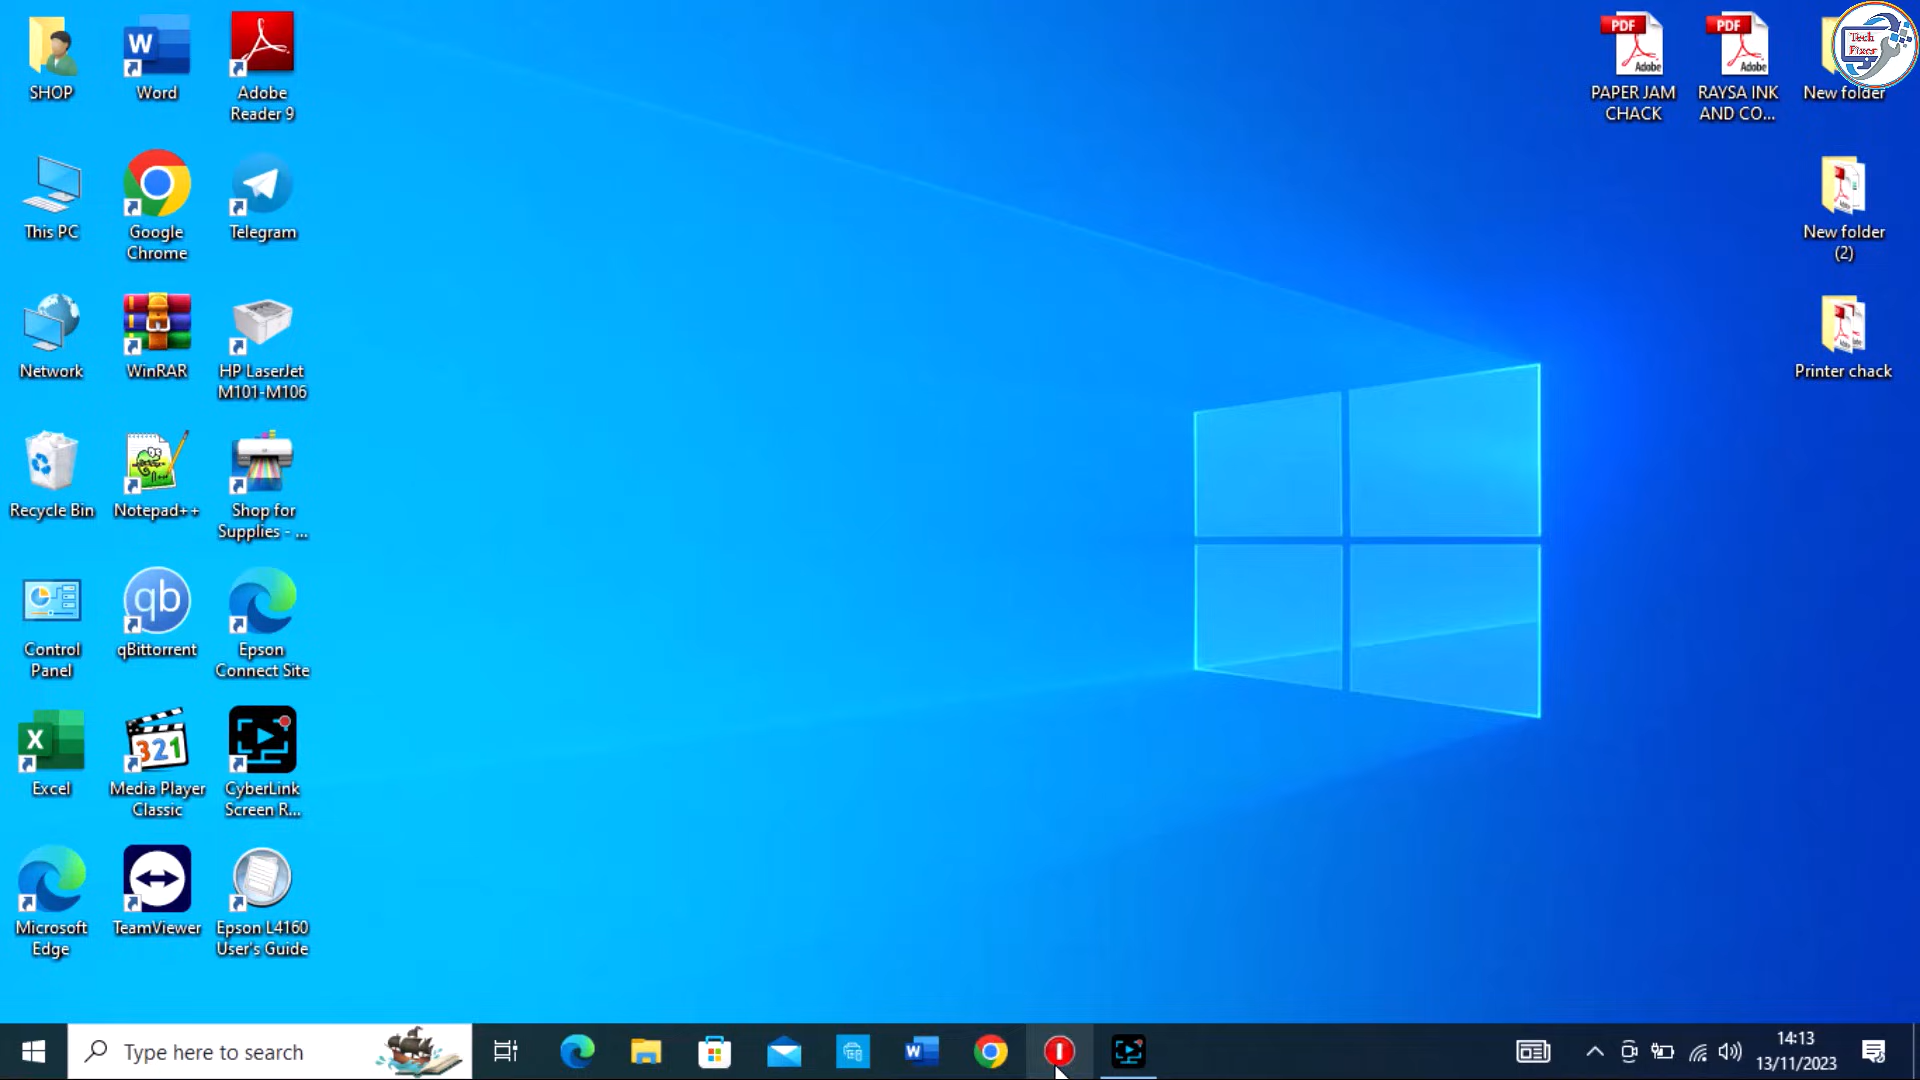 SHOP
Word
Adobe
Reader 9
This PC
Google
Chrome
Telegram
Network
WinRAR
HP LaserJet
M101-M106
Recycle Bin
Notepad++
Shop for
Supplies - ...
Control
Panel
qBittorrent
Epson
Connect Site
Excel
Media Player
Classic
CyberLink
Screen R...
Microsoft
Edge
TeamViewer
Epson L4160
User's Guide
PAPER JAM
CHACK
RAYSA INK
AND CO...
New folder
Tech
Fixer
New folder
(2)
Printer chack
Type here to search
14:13
13/11/2023